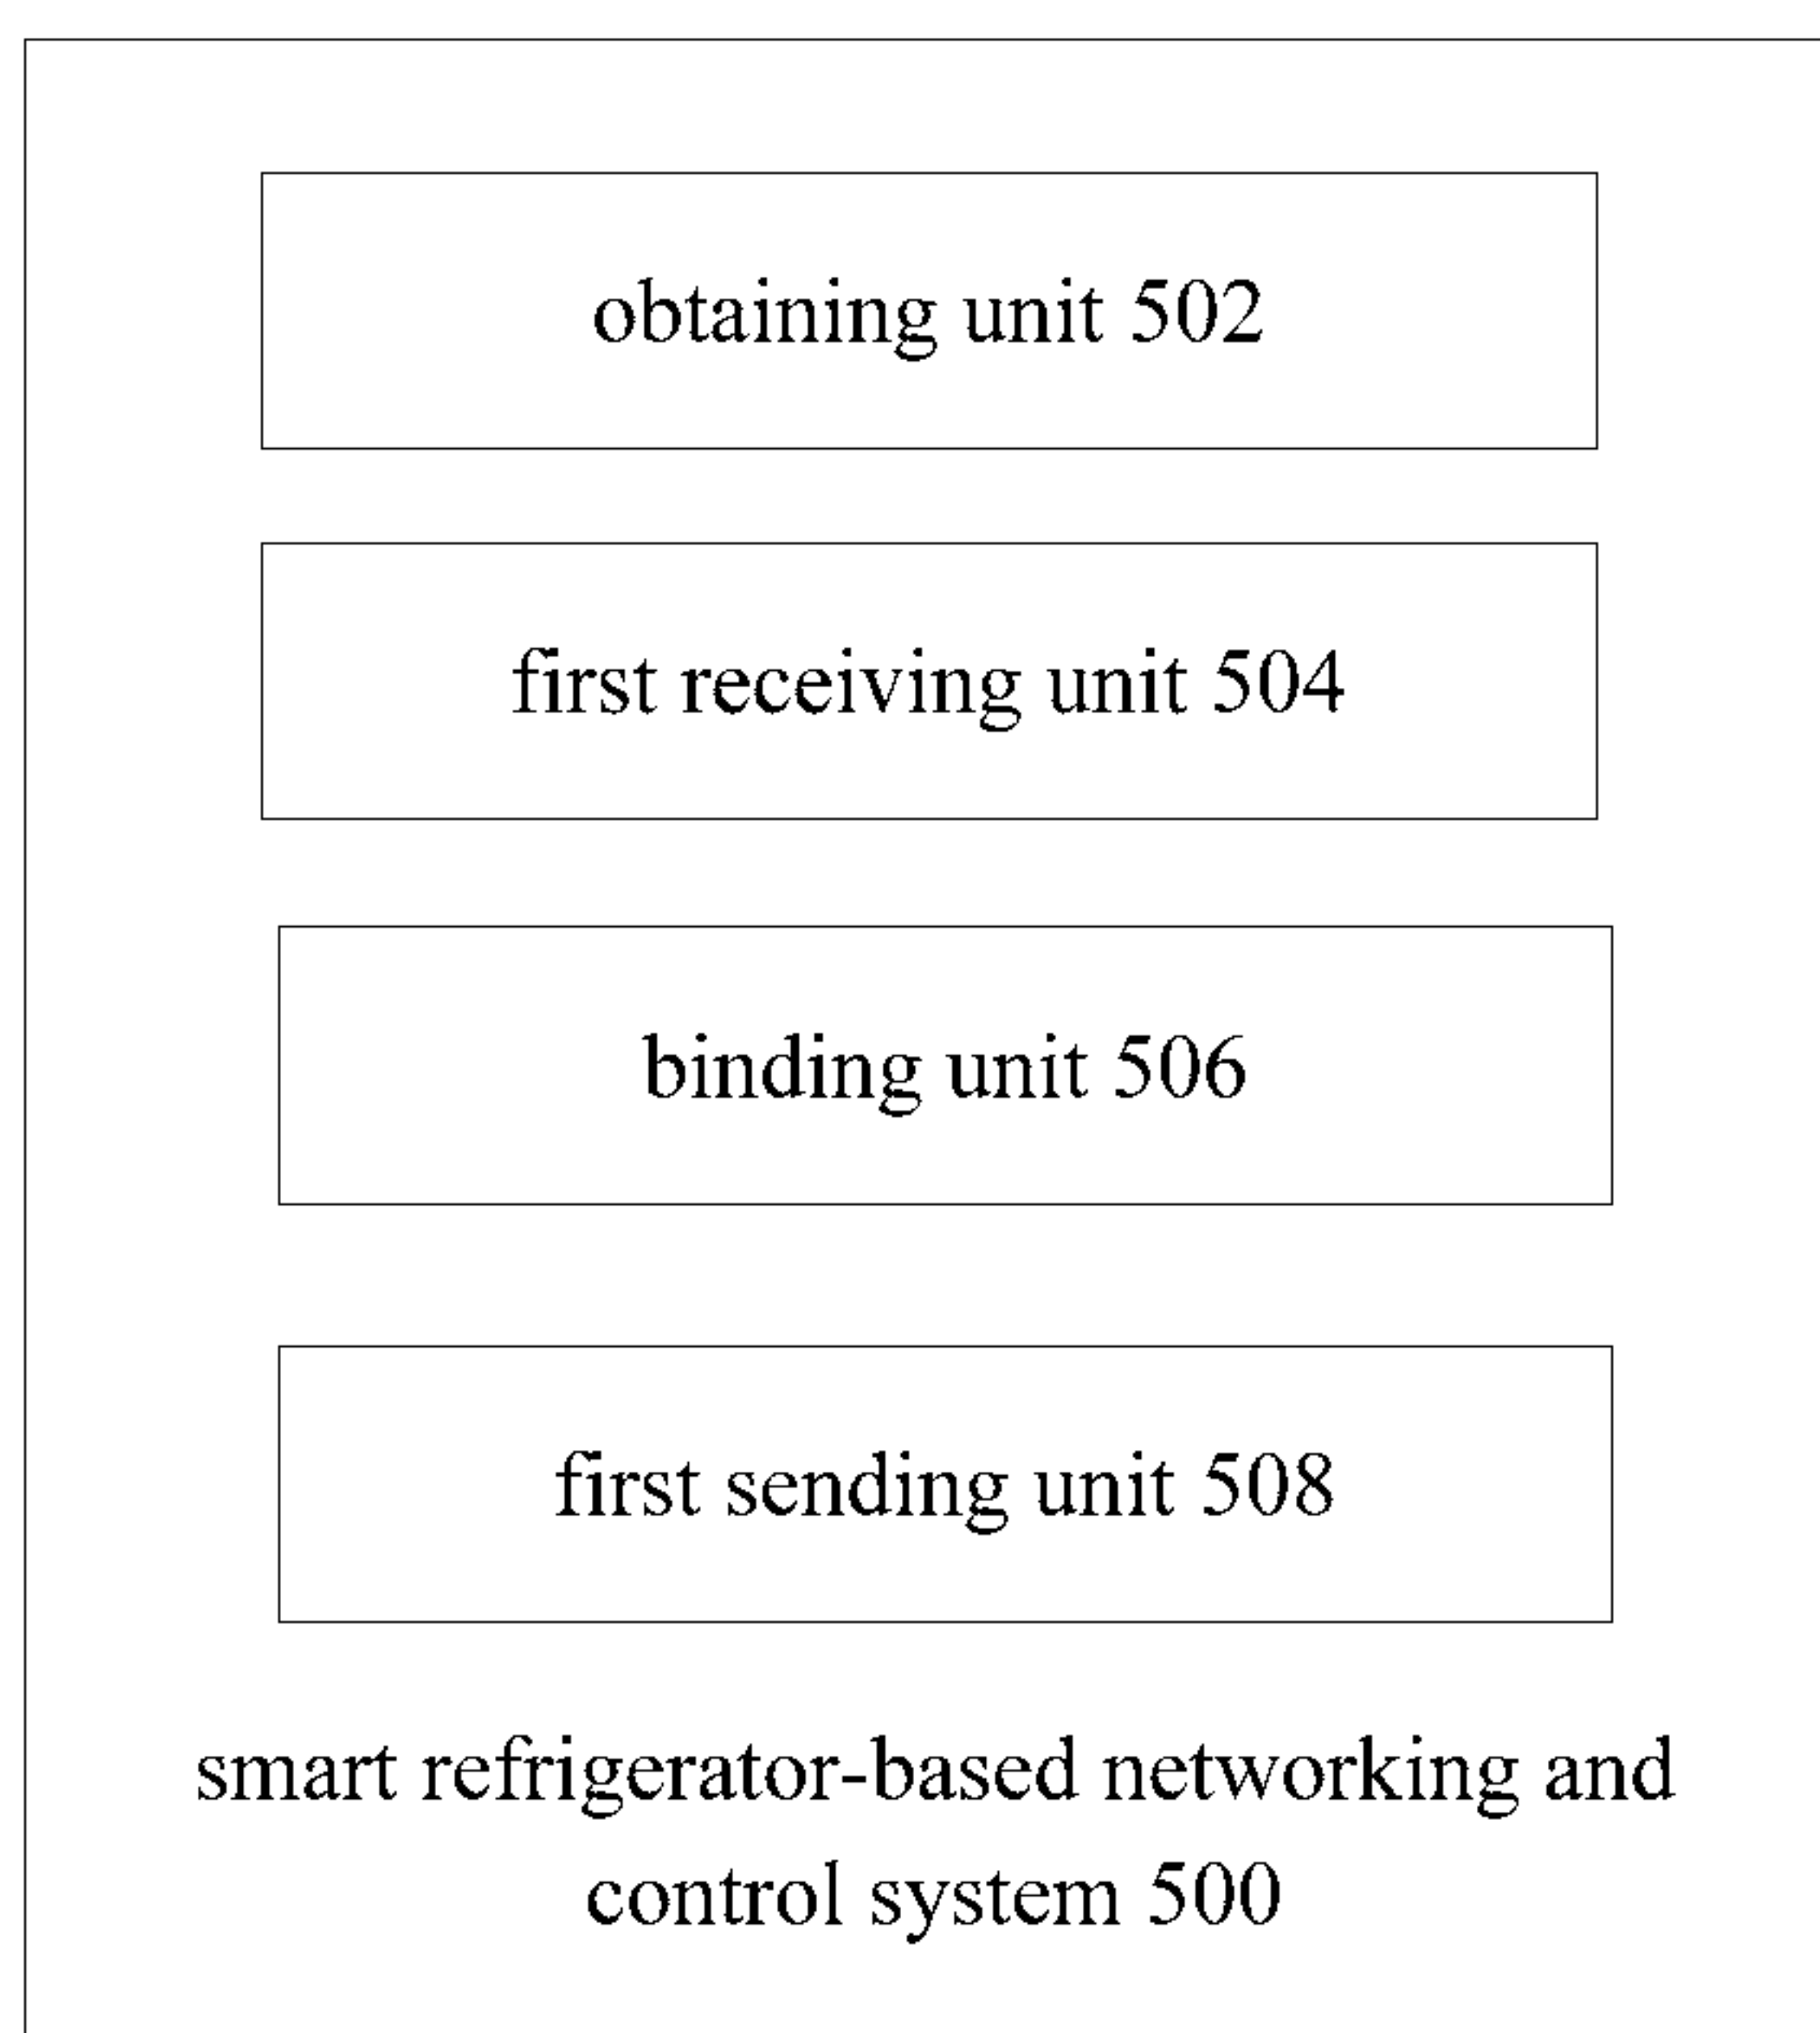 obtaining unit 502
first receiving unit 504
binding unit 506
first sending unit 508
smart refrigerator-based networking and
control system 500